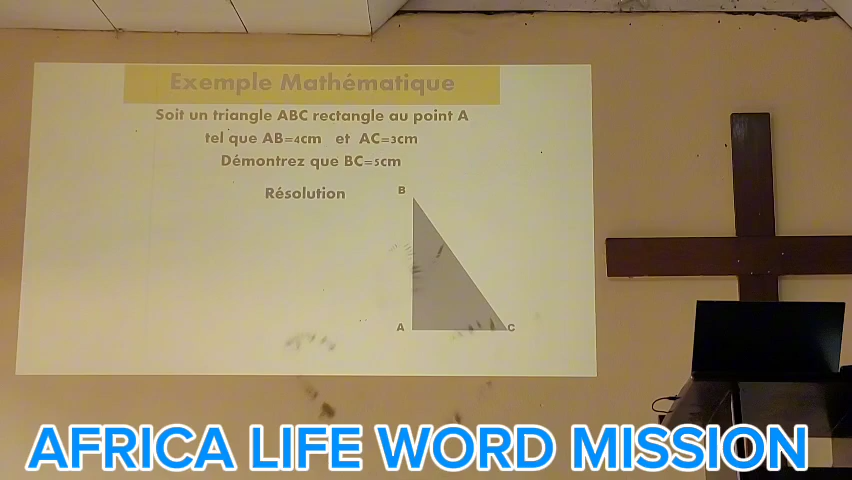 Exemple Mathématique
Soit un triangle ABC rectangle au point A
tel que AB=4cm et AC=3cm
Démontrez que BC=5cm
Résolution
B
A
C
AFRICA LIFE WORD MISSION